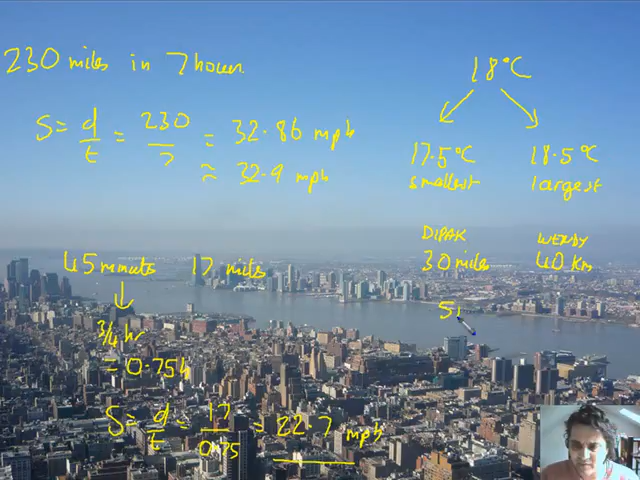 230 miles in 7 hours
S = d/t = 230/7 = 32.86 mph
≈ 32.9 mph
45 minutes 17 miles
3/4 hr
= 0.75h
S = d/t = 17/0.75 = 22.7 mph
18°C
17.5°C 18.5°C
smallest largest
DIPAK WENDY
30 miles 40 km
5